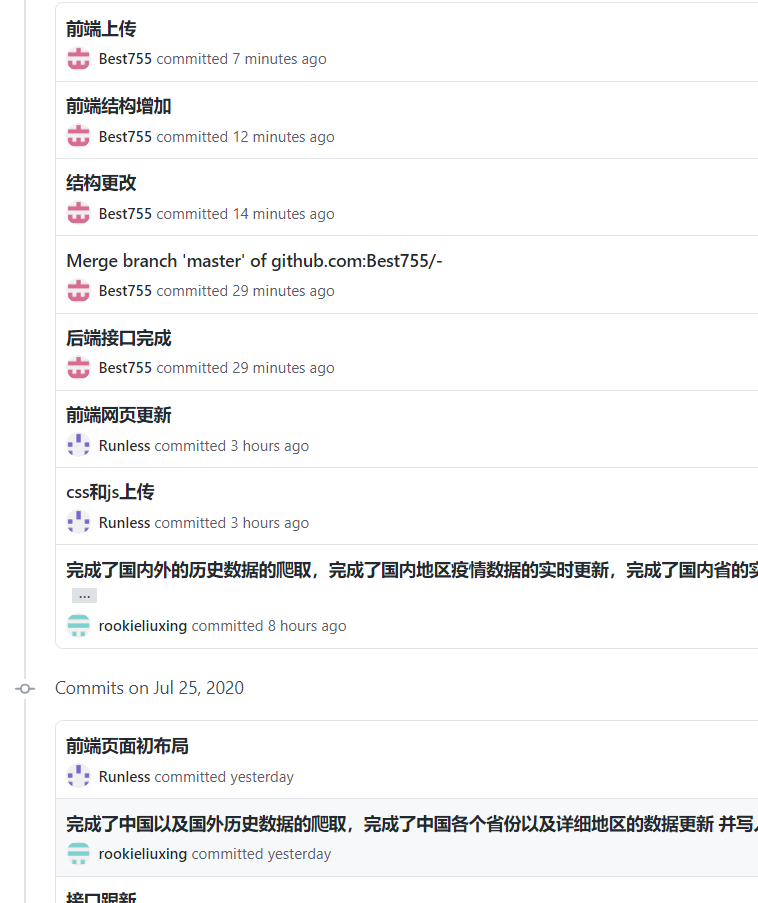 前端上传
Best755 committed 7 minutes ago
前端结构增加
Best755 committed 12 minutes ago
结构更改
Best755 committed 14 minutes ago
Merge branch 'master' of github.com:Best755/-
Best755 committed 29 minutes ago
后端接口完成
Best755 committed 29 minutes ago
前端网页更新
Runless committed 3 hours ago
css和js上传
Runless committed 3 hours ago
完成了国内外的历史数据的爬取，完成了国内地区疫情数据的实时更新，完成了国内省的实
...
rookieliuxing committed 8 hours ago
Commits on Jul 25, 2020
前端页面初布局
Runless committed yesterday
完成了中国以及国外历史数据的爬取，完成了中国各个省份以及详细地区的数据更新 并写入
rookieliuxing committed yesterday
接口跟新